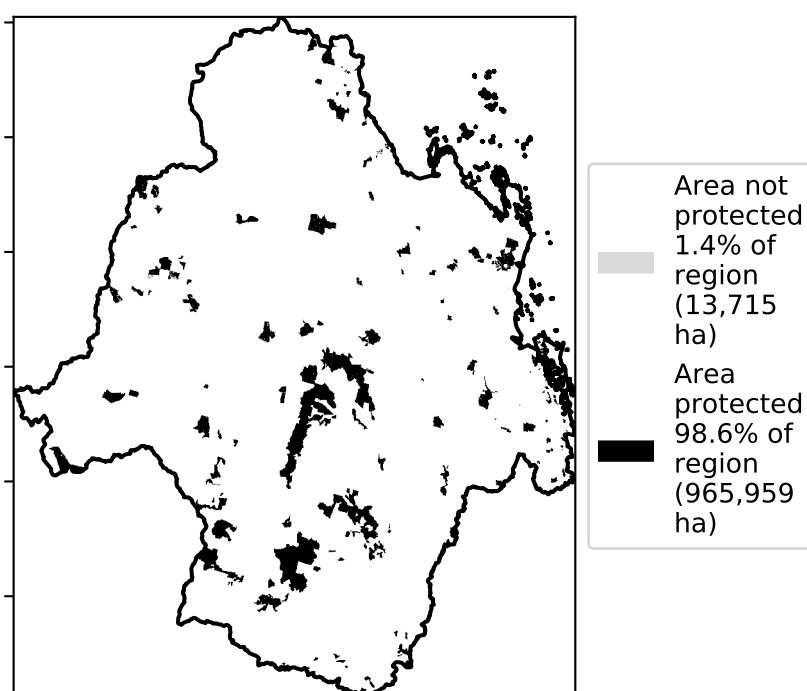 Area not
protected
1.4% of
region
(13,715
ha)
Area
protected
98.6% of
region
(965,959
ha)